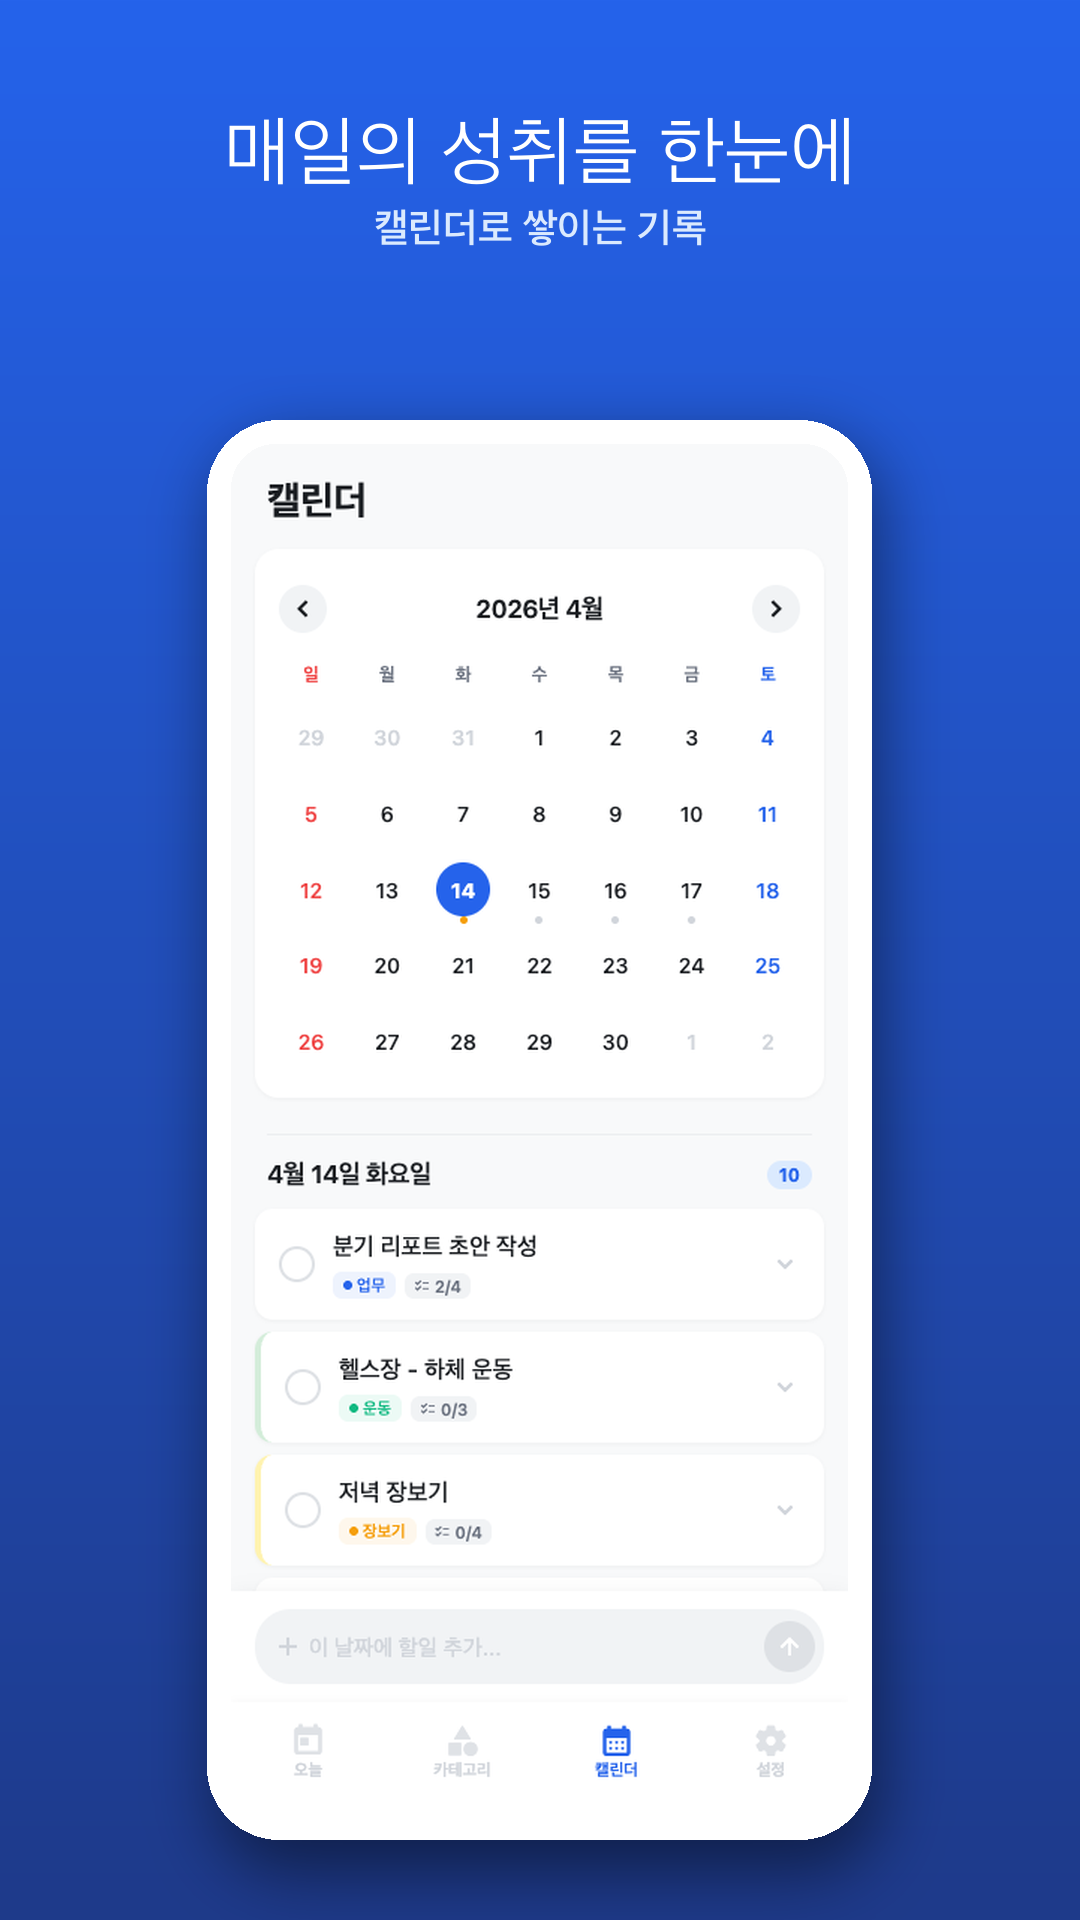 매일의 성취를 한눈에
캘린더로 쌓이는 기록
캘린더
2026년 4월
일 월 화 수 목 금 토
29 30 31 1 2 3 4
5 6 7 8 9 10 11
12 13 14 15 16 17 18
19 20 21 22 23 24 25
26 27 28 29 30 1 2
4월 14일 화요일 10
분기 리포트 초안 작성
업무 2/4
헬스장 - 하체 운동
운동 0/3
저녁 장보기
장보기 0/4
이 날짜에 할일 추가...
오늘 카테고리 캘린더 설정